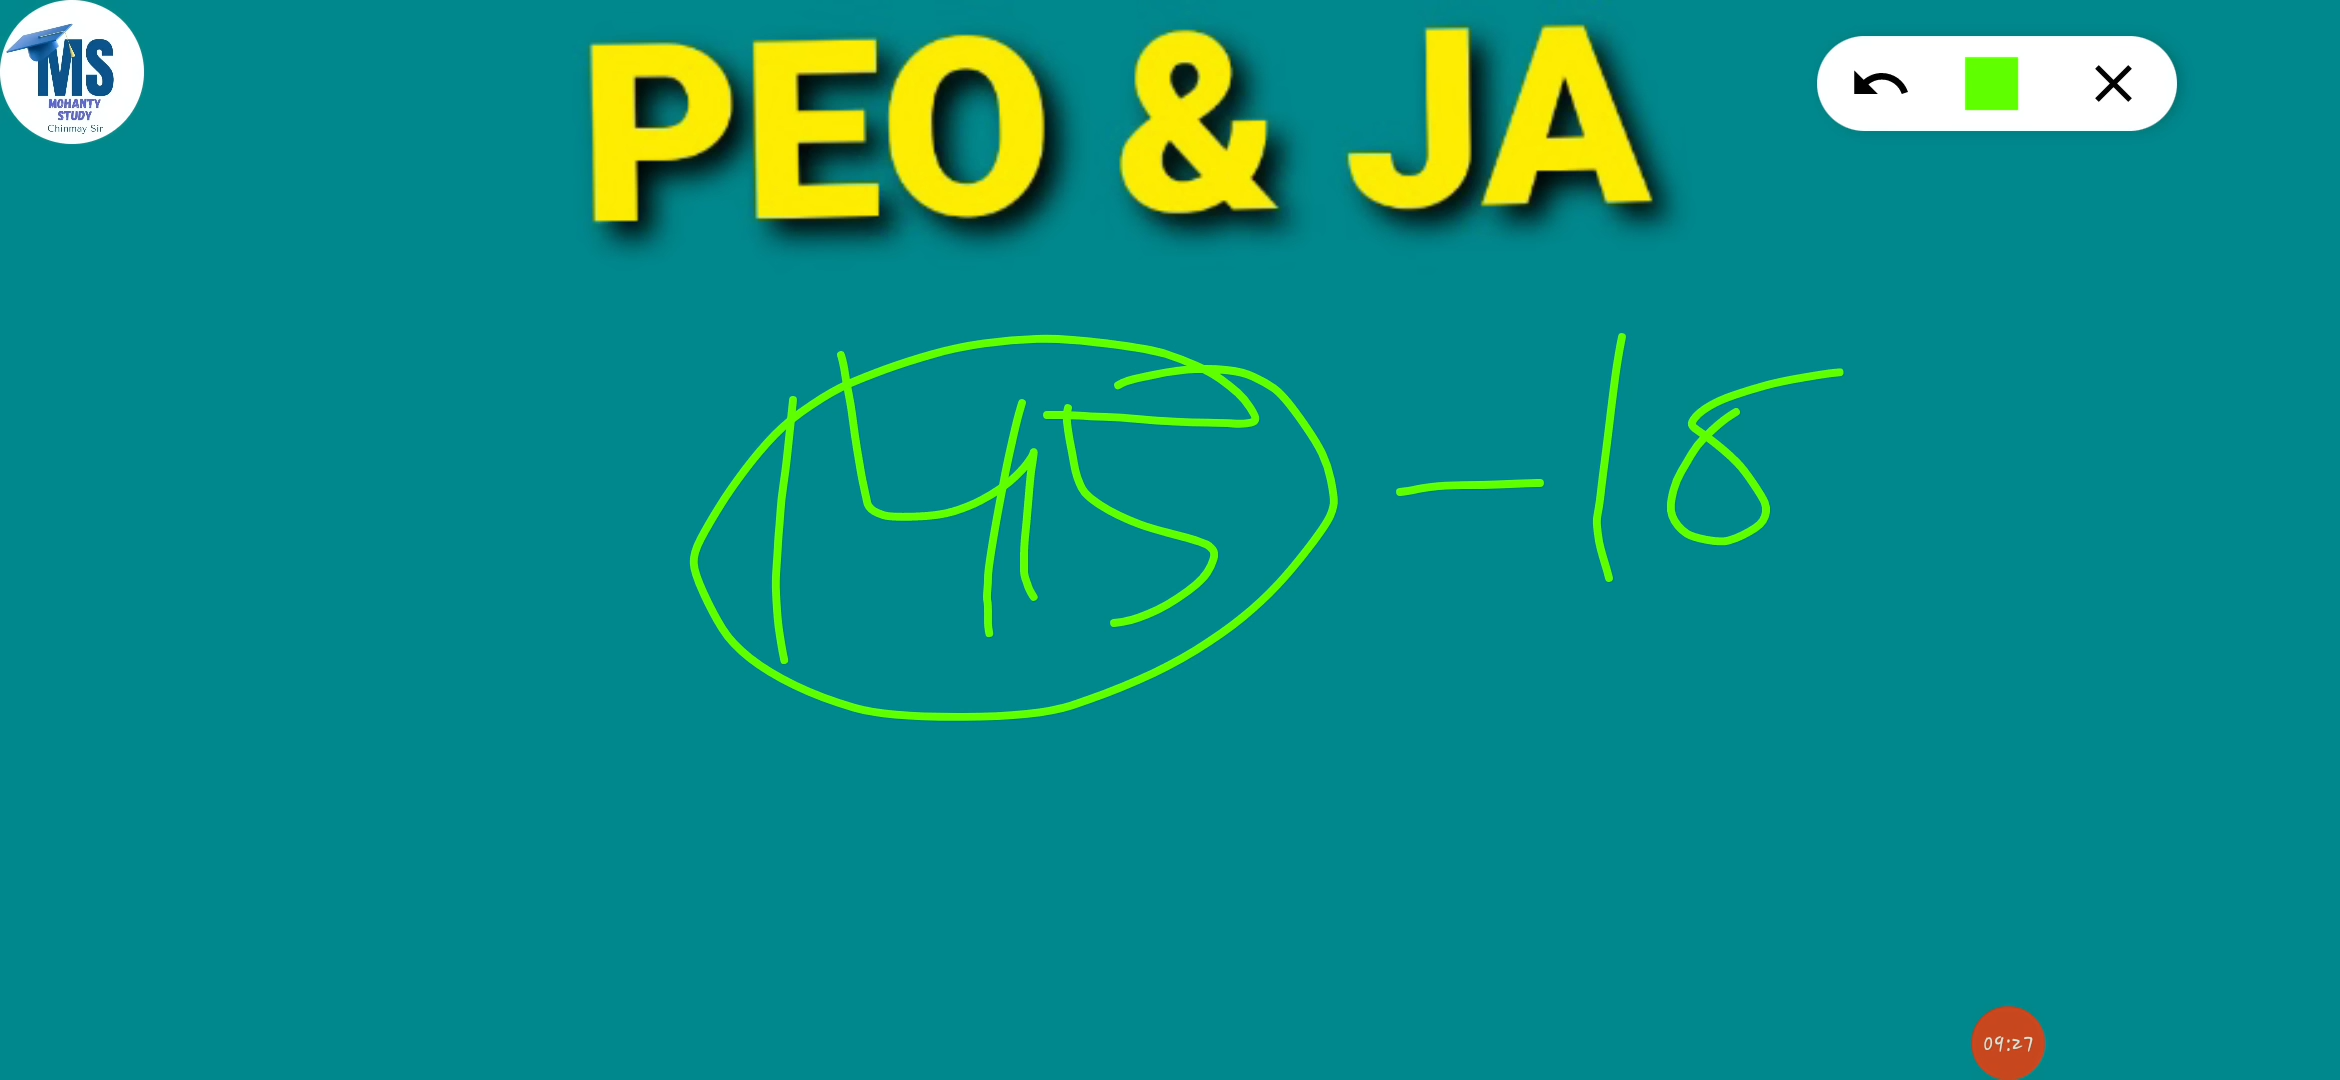 MS
MOHANTY
STUDY
Chinmay Sir
PEO & JA
145 - 18
09:27